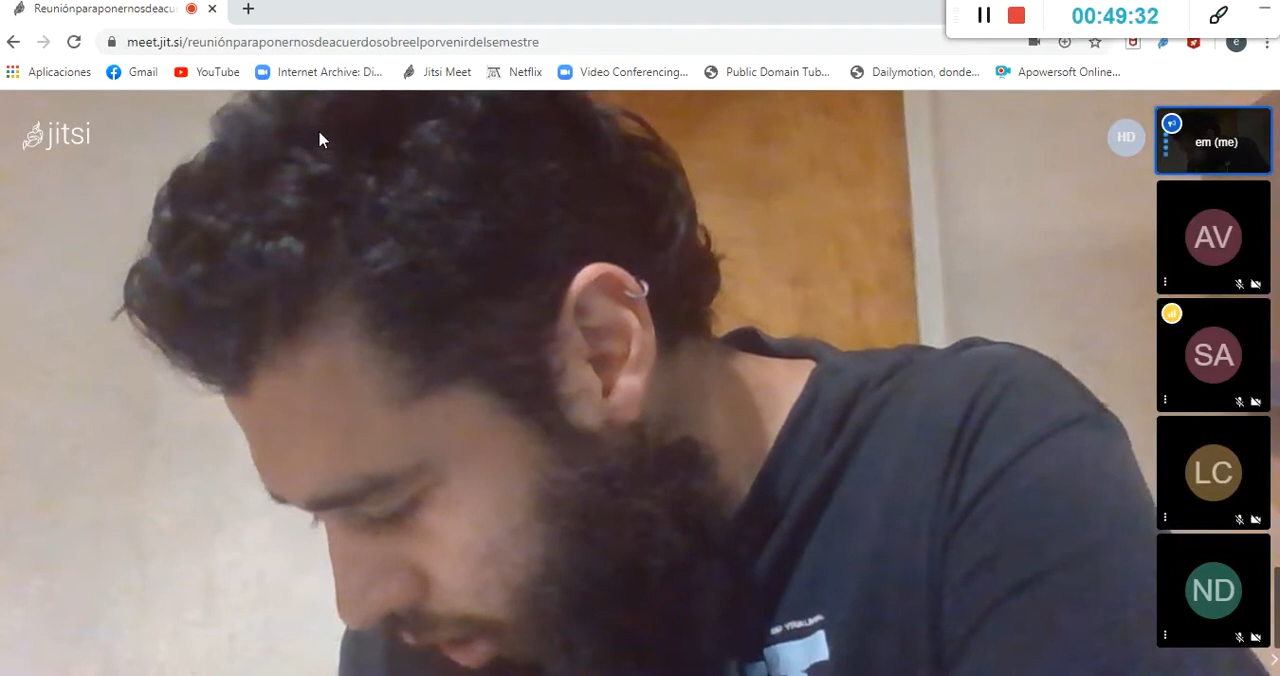 Reuniónparaponernosdeacu
00:49:32
meet.jit.si/reuniónparaponernosdeacuerdosobreelporvenirdelsemestre
e
Aplicaciones Gmail YouTube Internet Archive: Di... Jitsi Meet Netflix Video Conferencing... Public Domain Tub... Dailymotion, donde... Apowersoft Online...
jitsi
HD
em (me)
AV
SA
LC
ND